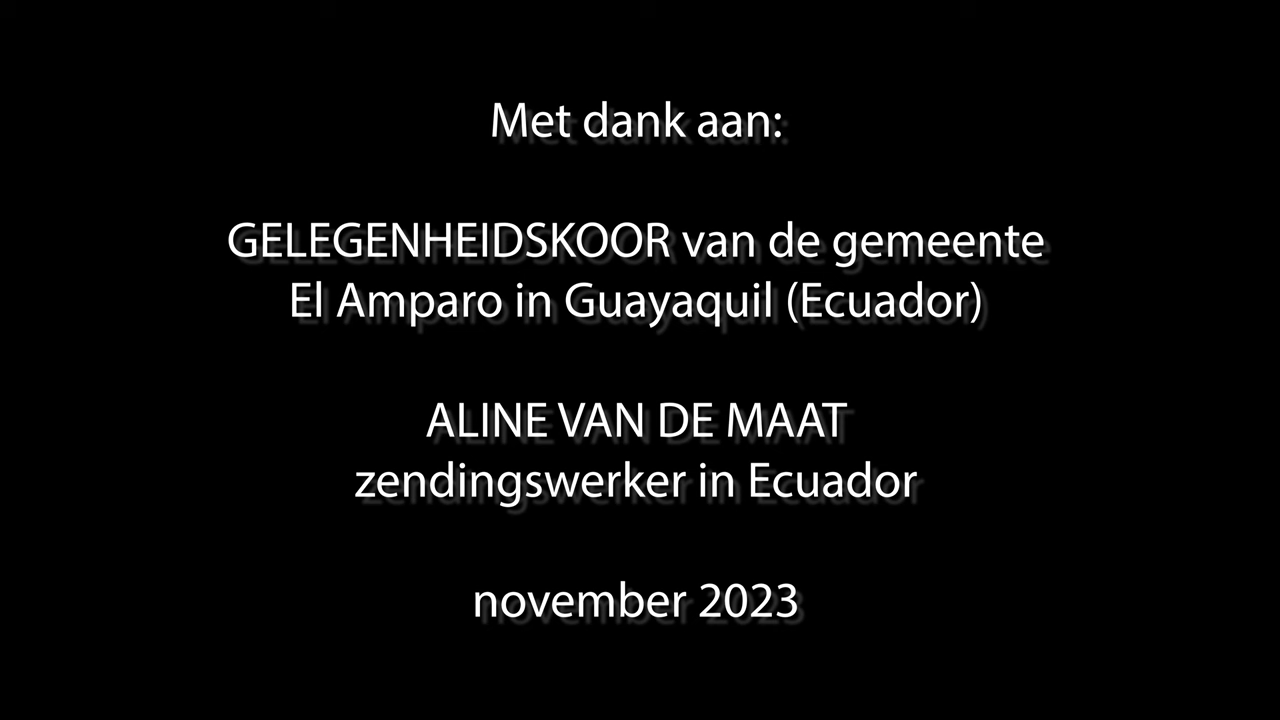 Met dank aan:
GELEGENHEIDSKOOR van de gemeente
El Amparo in Guayaquil (Ecuador)
ALINE VAN DE MAAT
zendingswerker in Ecuador
november 2023